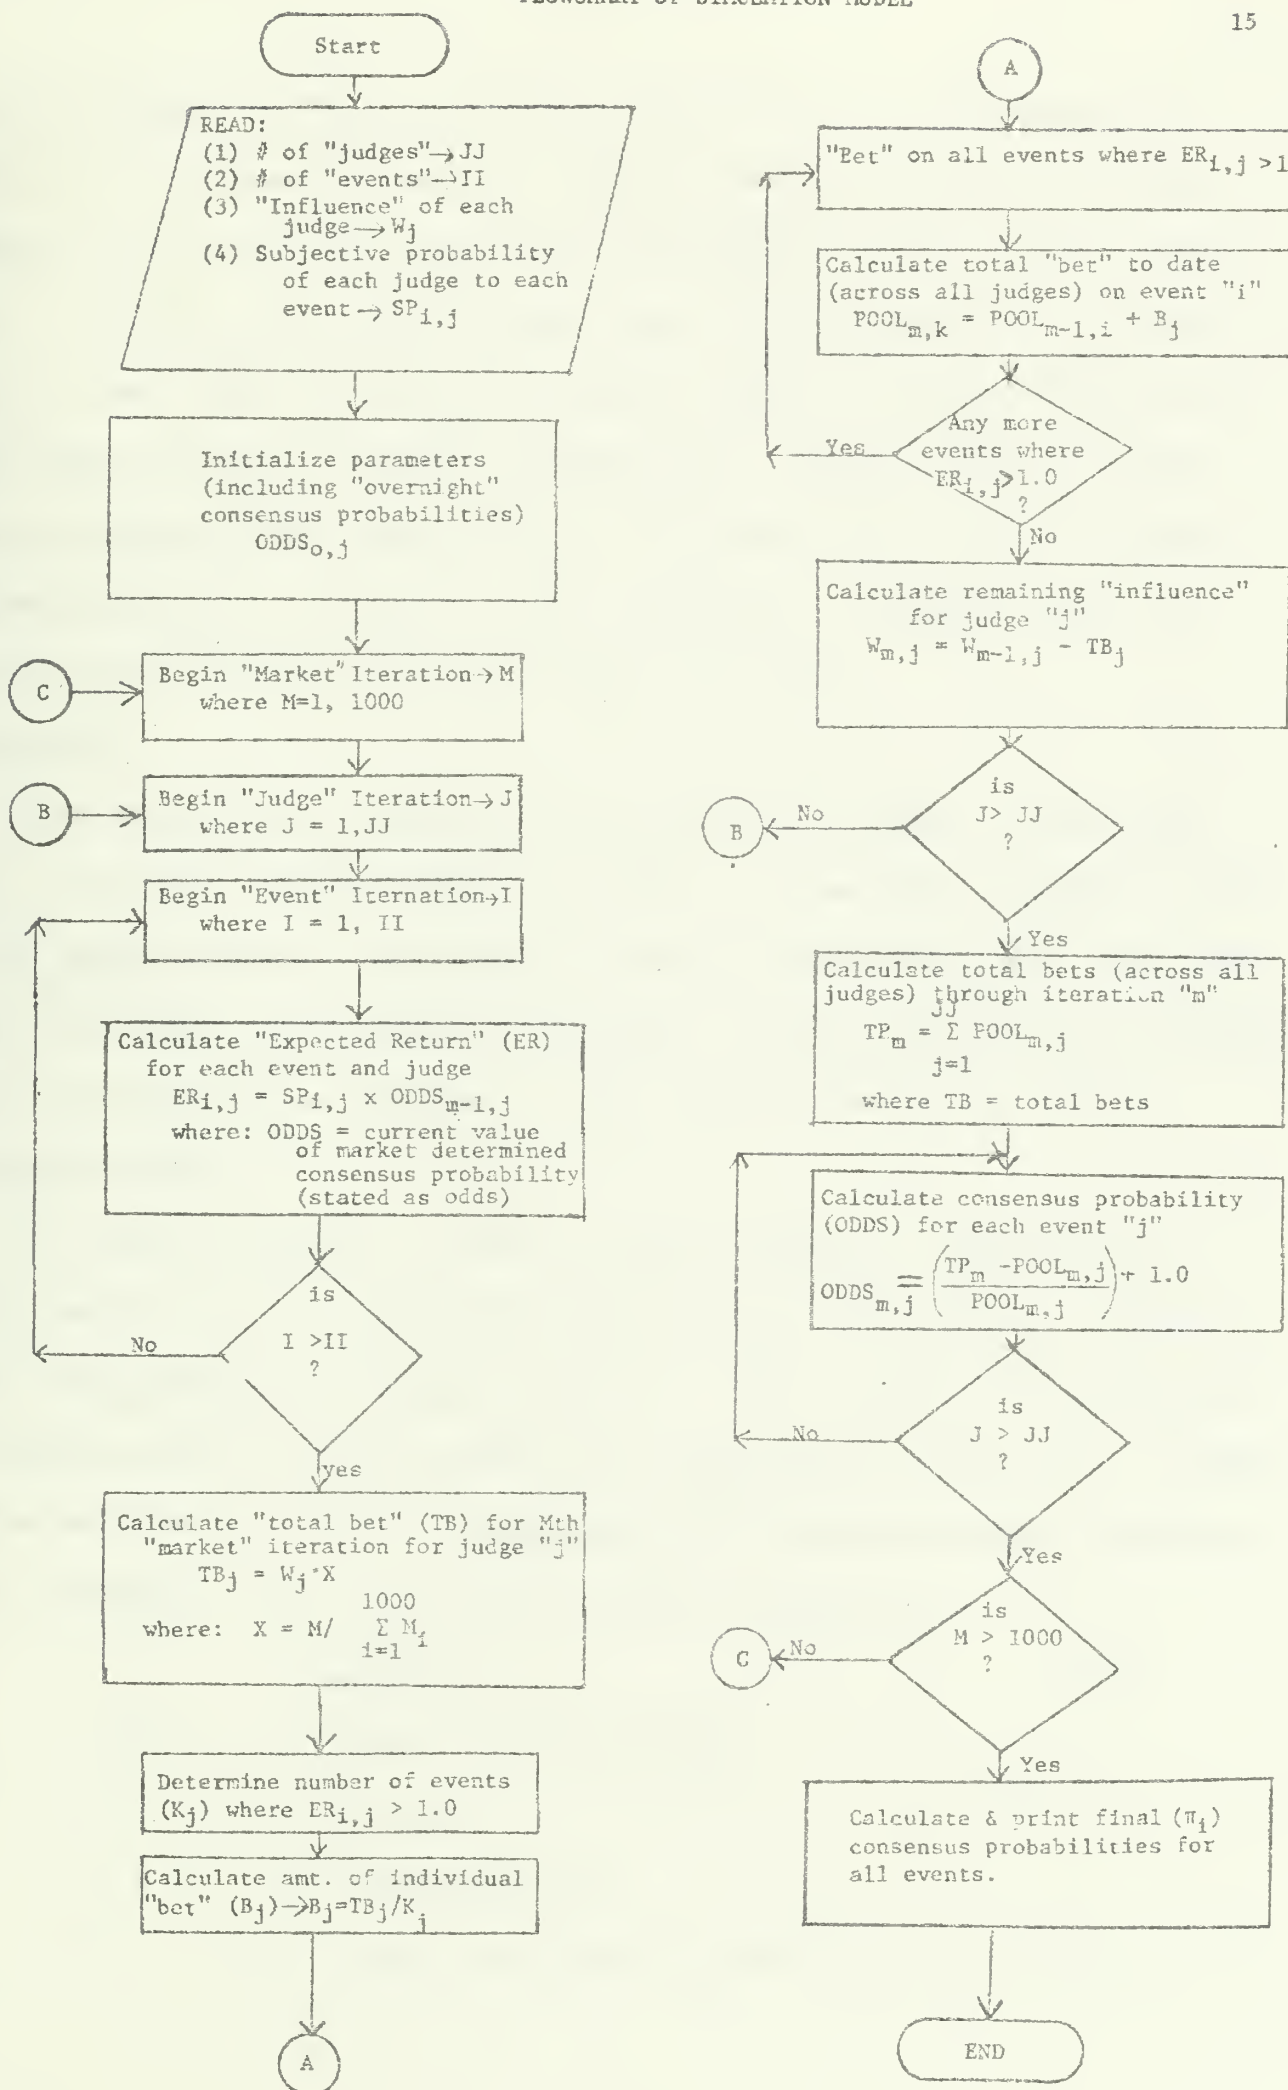 FLOWCHART OF SIMULATION MODEL
15
Start
READ:
(1) # of "judges"→JJ
(2) # of "events"→II
(3) "Influence" of each
judge→Wj
(4) Subjective probability
of each judge to each
event→ SPi,j
Initialize parameters
(including "overnight"
consensus probabilities)
ODDSo,j
C
Begin "Market" Iteration→M
where M=1, 1000
B
Begin "Judge" Iteration→J
where J = 1,JJ
Begin "Event" Iternation→I
where I = 1, II
Calculate "Expected Return" (ER)
for each event and judge
ERi,j = SPi,j x ODDSm-1,j
where: ODDS = current value
of market determined
consensus probability
(stated as odds)
is
I >II
?
No
yes
Calculate "total bet" (TB) for Mth
"market" iteration for judge "j"
TBj = Wj·X
1000
where: X = M/ Σ Mi
i=1
Determine number of events
(Kj) where ERi,j > 1.0
Calculate amt. of individual
"bet" (Bj)→Bj=TBj/Kj
A
A
"Bet" on all events where ERi,j >1
Calculate total "bet" to date
(across all judges) on event "i"
POOLm,k = POOLm-1,i + Bj
Any more
events where
ERi,j>1.0
?
Yes
No
Calculate remaining "influence"
for judge "j"
Wm,j = Wm-1,j - TBj
is
J> JJ
?
No
B
Yes
Calculate total bets (across all
judges) through iteration "m"
JJ
TPm = Σ POOLm,j
j=1
where TB = total bets
Calculate consensus probability
(ODDS) for each event "j"
ODDSm,j = (TPm -POOLm,j / POOLm,j) + 1.0
is
J > JJ
?
No
Yes
is
M > 1000
?
No
C
Yes
Calculate & print final (πi)
consensus probabilities for
all events.
END